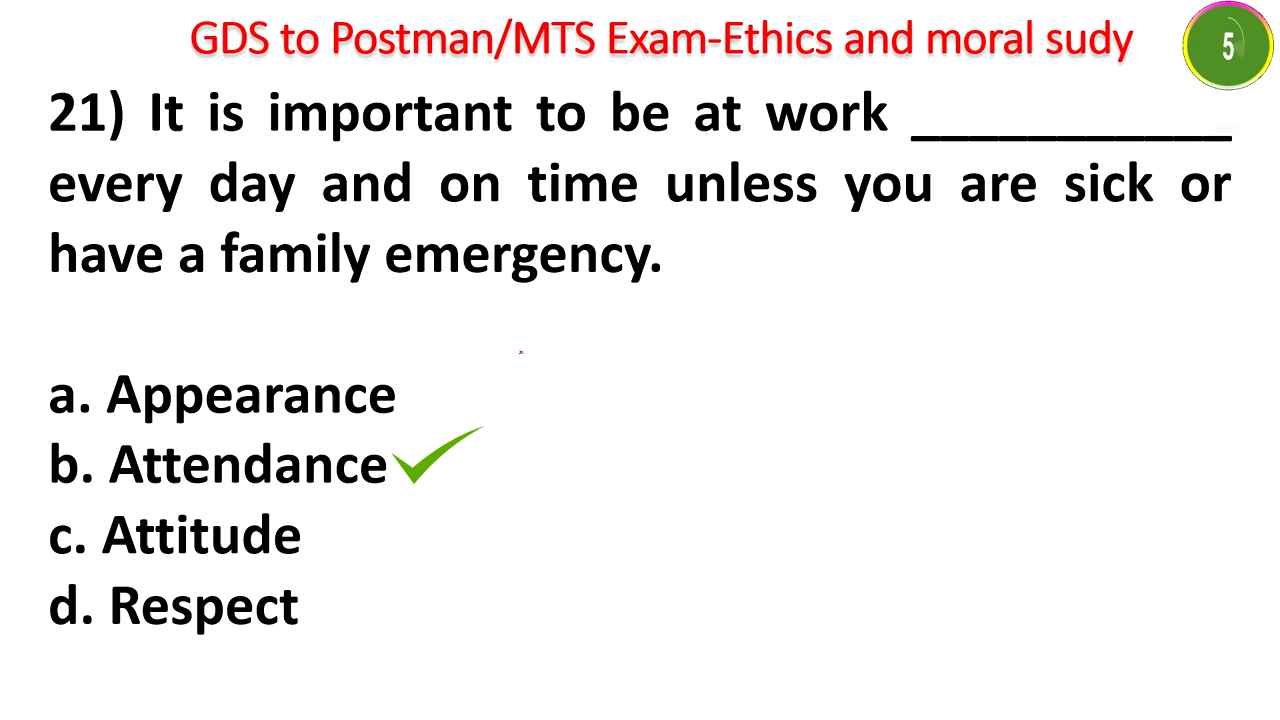 GDS to Postman/MTS Exam-Ethics and moral sudy
5
21) It is important to be at work ___________
every day and on time unless you are sick or
have a family emergency.
a. Appearance
b. Attendance
c. Attitude
d. Respect